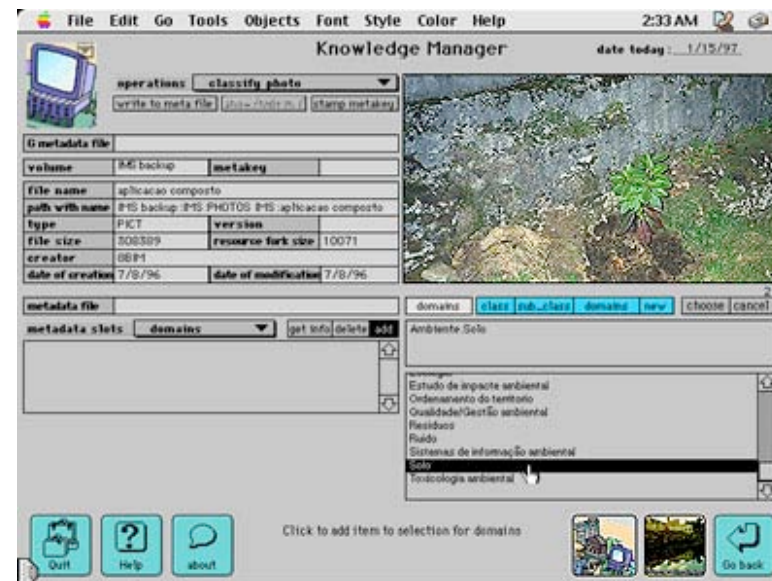 File Edit Go Tools Objects Font Style Color Help 2:33 AM
Knowledge Manager date today: 1/15/97
operations classify photo
write to meta file stamp metakey
G metadata file
volume IMS backup metakey
file name aplicacao composto
path with name IMS backup :IMS PHOTOS IMS :aplicacao composto
type PICT version
file size 308389 resource fork size 10071
creator 8BIM
date of creation 7/8/96 date of modification 7/8/96
2
metadata file
domains class sub_class domains new choose cancel
metadata slots domains get info delete add
Ambiente.Solo
Estudo de impacte ambiental
Ordenamento do territorio
Qualidade/Gestão ambiental
Residuos
Ruido
Sistemas de informação ambiental
Solo
Toxicologia ambiental
Click to add item to selection for domains
Quit Help about Go back